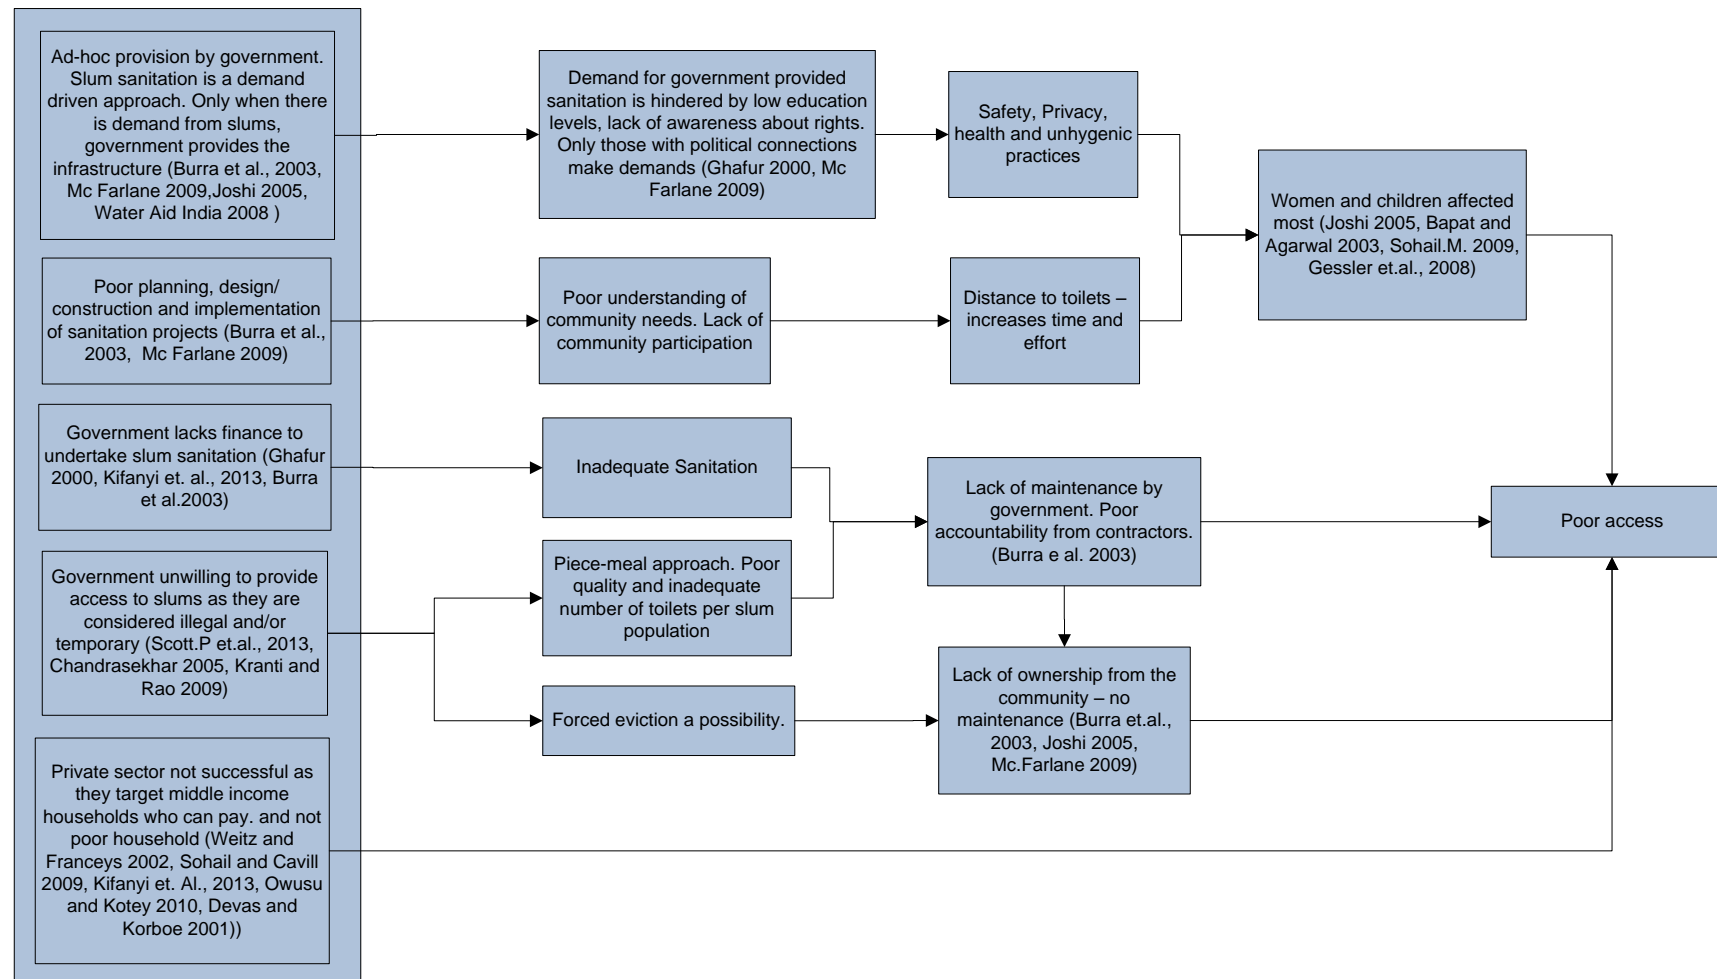 Ad-hoc provision by government.
Slum sanitation is a demand
driven approach. Only when there
is demand from slums,
government provides the
infrastructure (Burra et al., 2003,
Mc Farlane 2009,Joshi 2005,
Water Aid India 2008 )
Demand for government provided
sanitation is hindered by low education
levels, lack of awareness about rights.
Only those with political connections
make demands (Ghafur 2000, Mc
Farlane 2009)
Safety, Privacy,
health and unhygenic
practices
Women and children affected
most (Joshi 2005, Bapat and
Agarwal 2003, Sohail.M. 2009,
Gessler et.al., 2008)
Poor planning, design/
construction and implementation
of sanitation projects (Burra et al.,
2003,  Mc Farlane 2009)
Poor understanding of
community needs. Lack of
community participation
Distance to toilets –
increases time and
effort
Government lacks finance to
undertake slum sanitation (Ghafur
2000, Kifanyi et. al., 2013, Burra
et al.2003)
Inadequate Sanitation
Lack of maintenance by
government. Poor
accountability from contractors.
(Burra e al. 2003)
Poor access
Government unwilling to provide
access to slums as they are
considered illegal and/or
temporary (Scott.P et.al., 2013,
Chandrasekhar 2005, Kranti and
Rao 2009)
Piece-meal approach. Poor
quality and inadequate
number of toilets per slum
population
Forced eviction a possibility.
Lack of ownership from the
community – no
maintenance (Burra et.al.,
2003, Joshi 2005,
Mc.Farlane 2009)
Private sector not successful as
they target middle income
households who can pay. and not
poor household (Weitz and
Franceys 2002, Sohail and Cavill
2009, Kifanyi et. Al., 2013, Owusu
and Kotey 2010, Devas and
Korboe 2001))